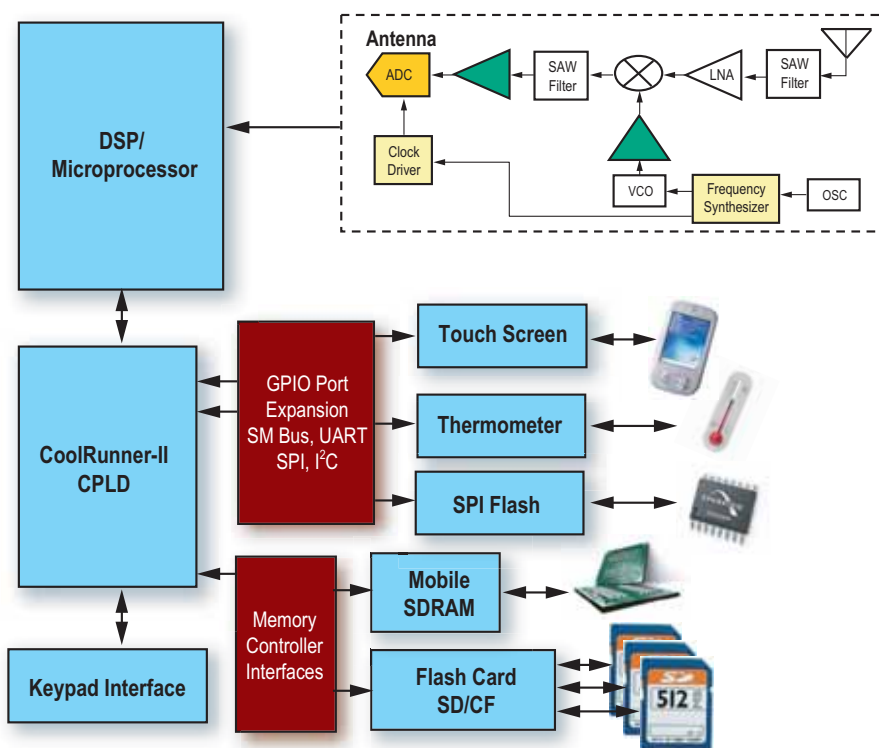 Antenna
ADC
SAW
Filter
LNA
SAW
Filter
Clock
Driver
VCO
Frequency
Synthesizer
OSC
DSP/
Microprocessor
CoolRunner-II
CPLD
Keypad Interface
GPIO Port
Expansion
SM Bus, UART
SPI, I²C
Touch Screen
Thermometer
SPI Flash
Memory
Controller
Interfaces
Mobile
SDRAM
Flash Card
SD/CF
512